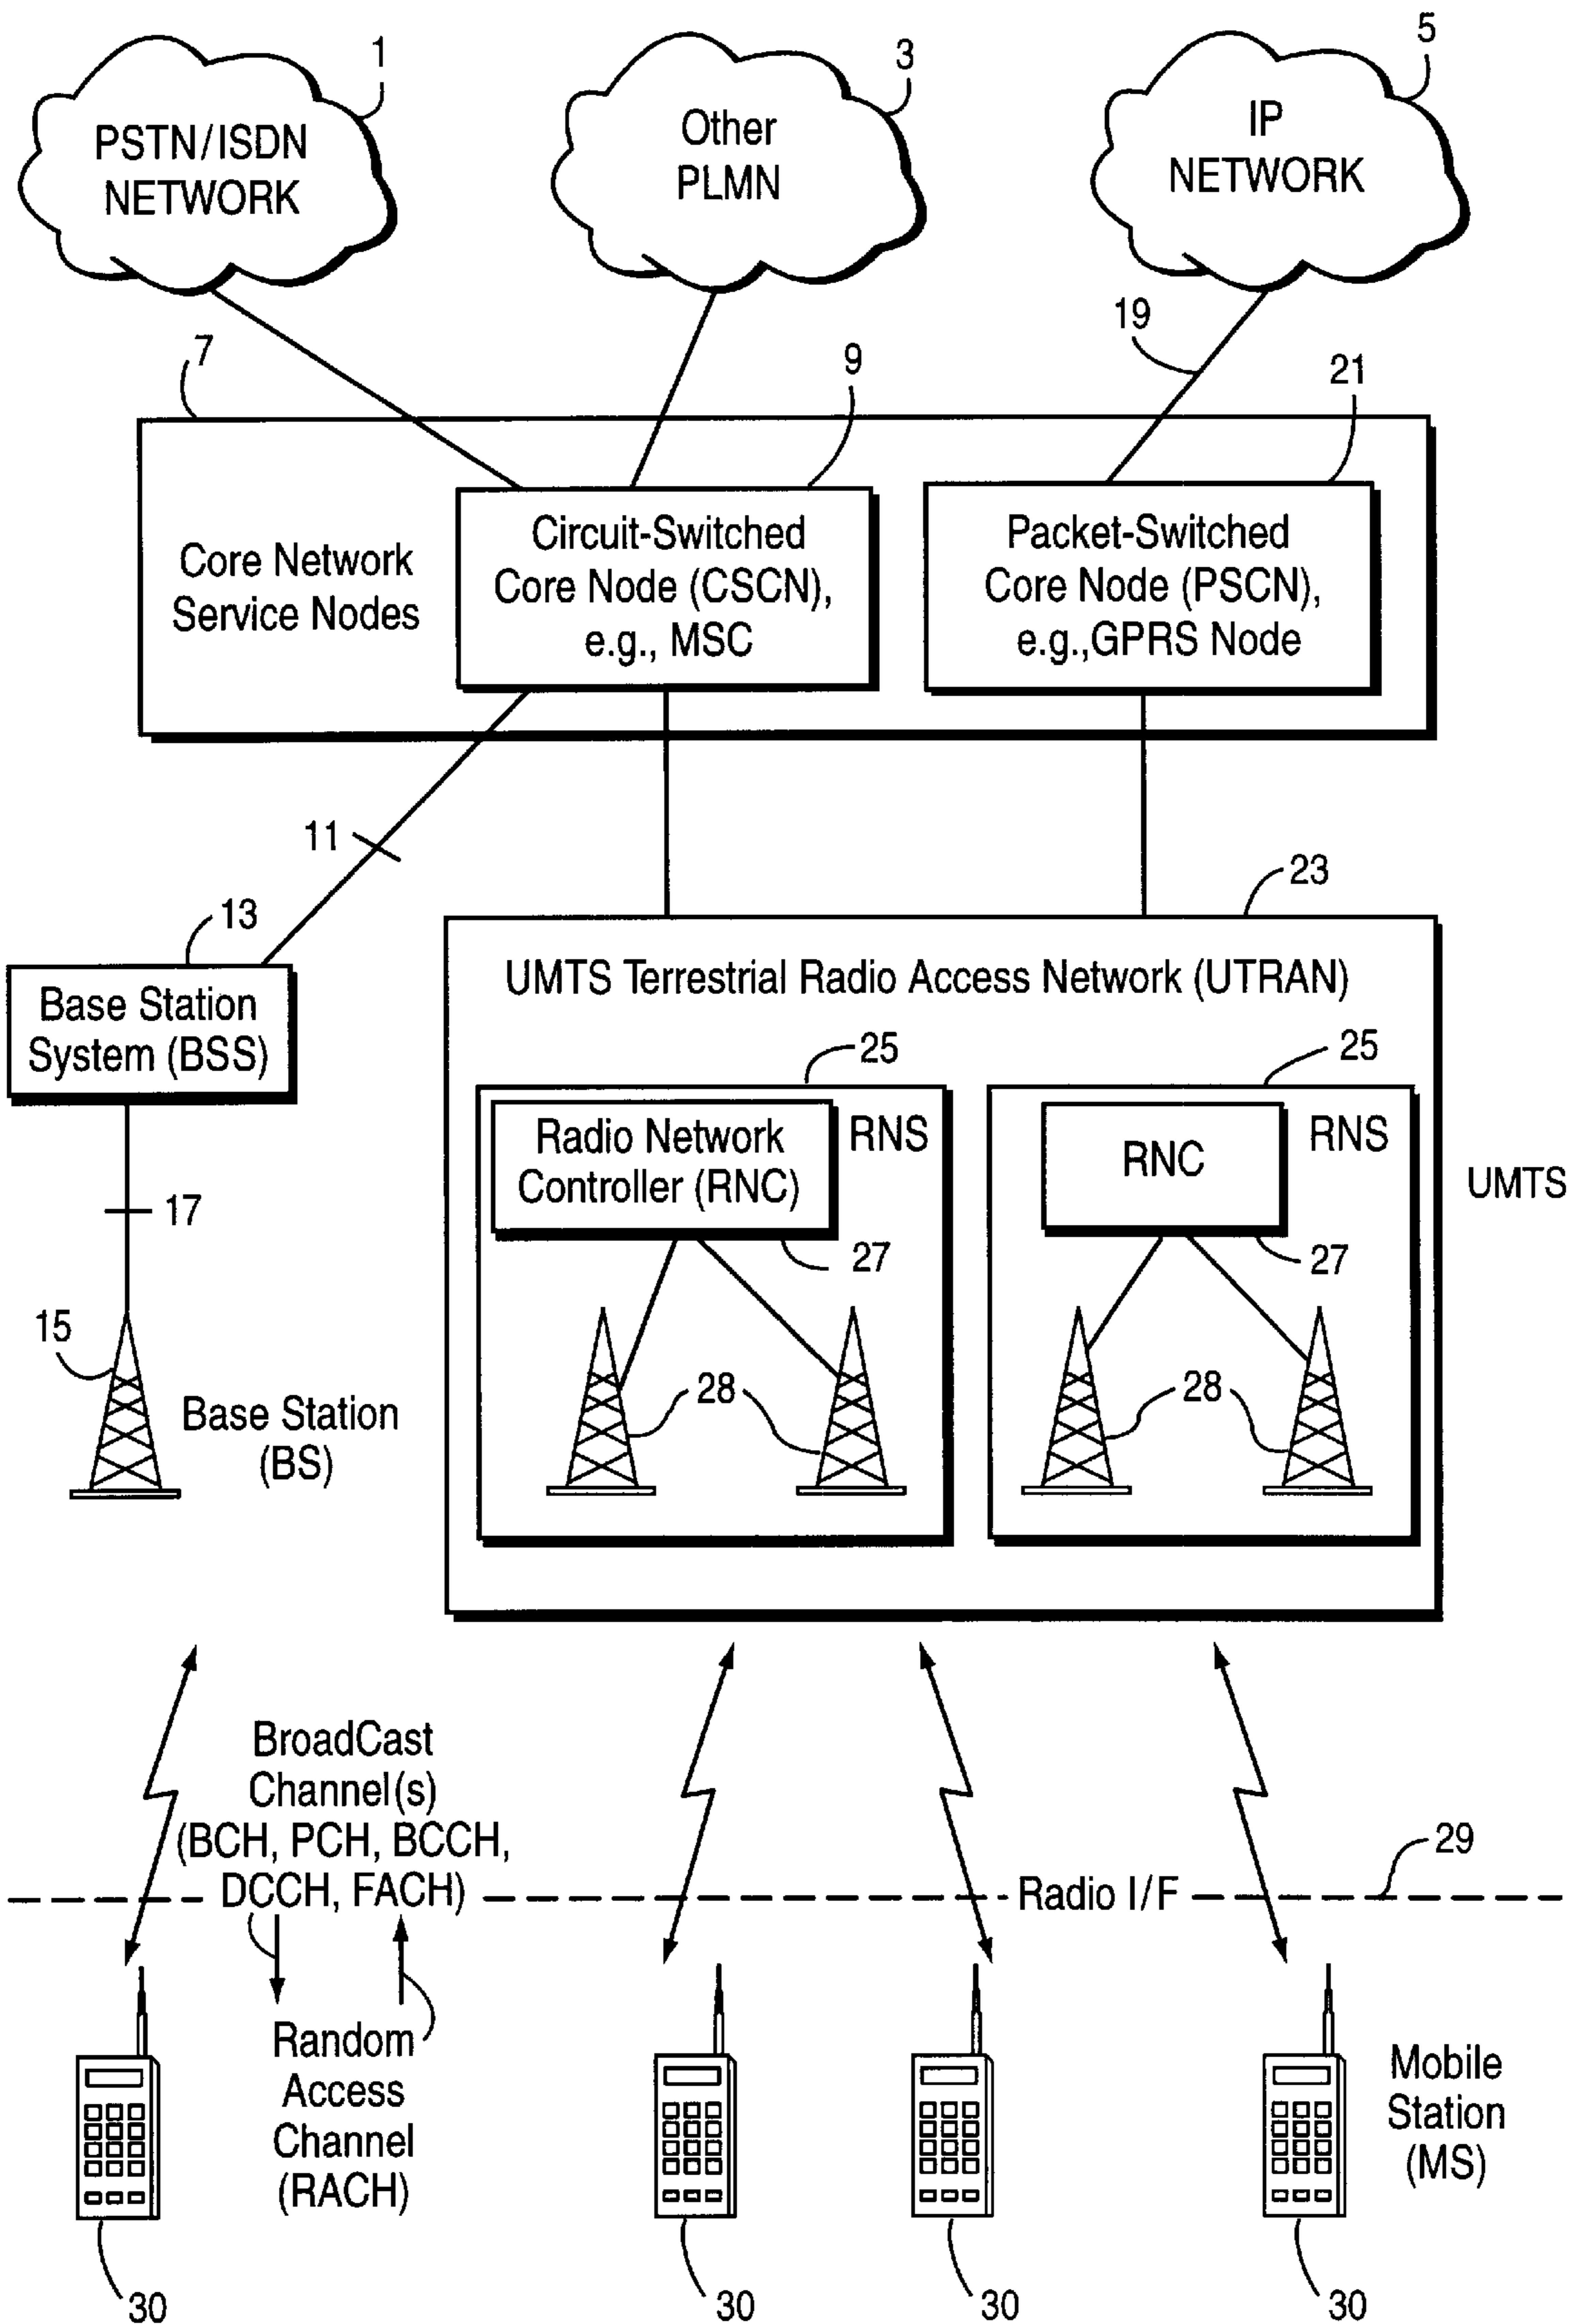 1
PSTN/ISDN
NETWORK
3
Other
PLMN
5
IP
NETWORK
7
9
19
21
Core Network
Service Nodes
Circuit-Switched
Core Node (CSCN),
e.g., MSC
Packet-Switched
Core Node (PSCN),
e.g.,GPRS Node
11
13
Base Station
System (BSS)
17
15
Base Station
(BS)
23
UMTS Terrestrial Radio Access Network (UTRAN)
25
Radio Network
Controller (RNC)
RNS
27
28
25
RNC
RNS
27
28
UMTS
BroadCast
Channel(s)
(BCH, PCH, BCCH,
DCCH, FACH)
Radio I/F
29
Random
Access
Channel
(RACH)
Mobile
Station
(MS)
30
30
30
30